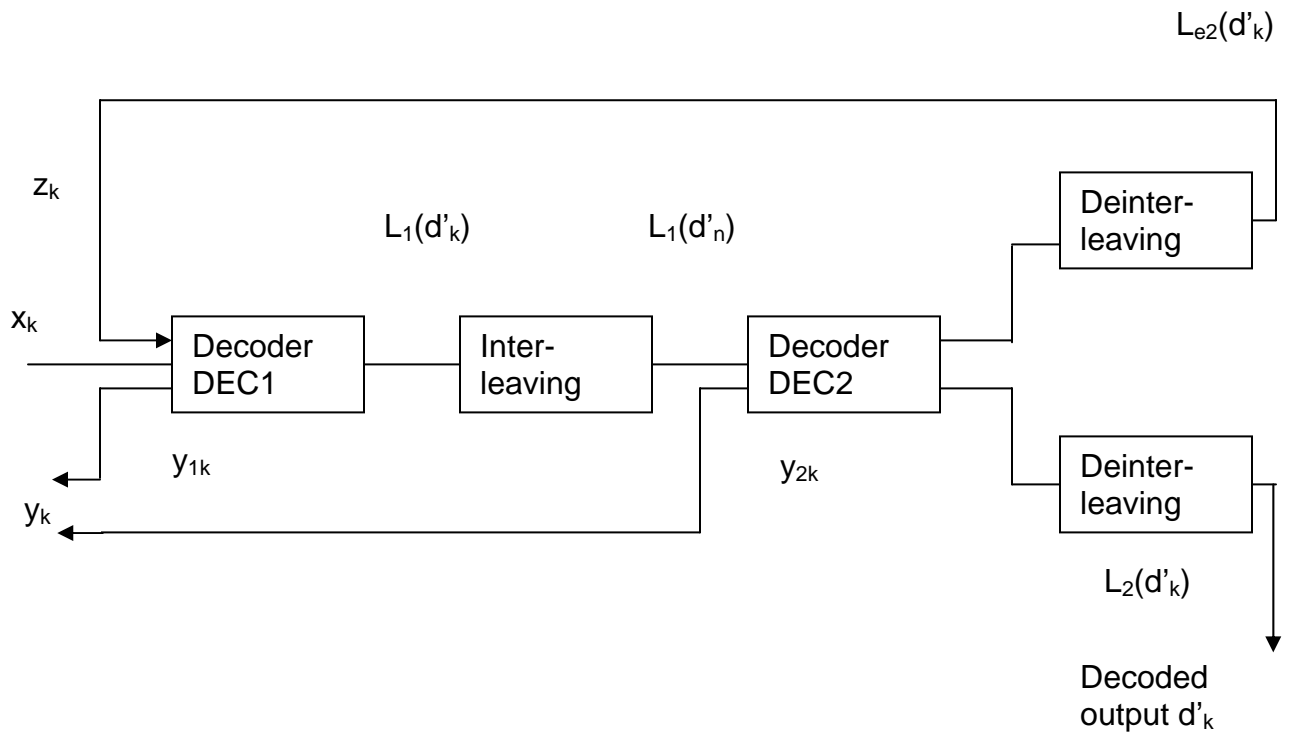 Lₑ₂(d’ₖ)
zₖ
Deinter-
leaving
L₁(d’ₖ)
L₁(d’ₙ)
xₖ
Decoder
DEC1
Inter-
leaving
Decoder
DEC2
y₁ₖ
y₂ₖ
Deinter-
leaving
yₖ
L₂(d’ₖ)
Decoded
output d’ₖ